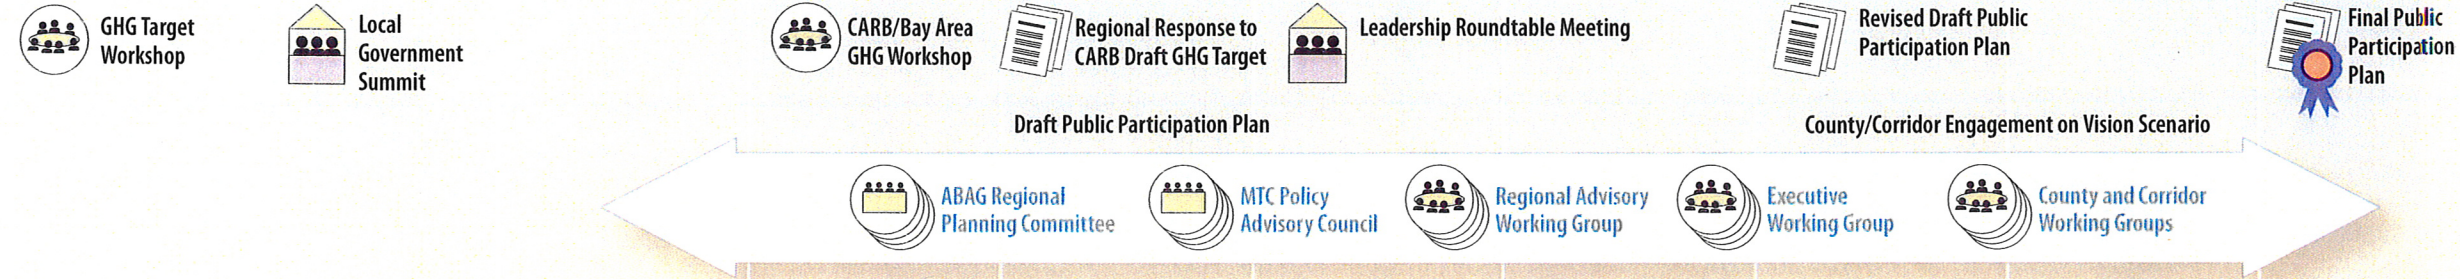 GHG Target
Workshop
Local
Government
Summit
CARB/Bay Area
GHG Workshop
Regional Response to
CARB Draft GHG Target
Leadership Roundtable Meeting
Revised Draft Public
Participation Plan
Final Public
Participation
Plan
Draft Public Participation Plan
County/Corridor Engagement on Vision Scenario
ABAG Regional
Planning Committee
MTC Policy
Advisory Council
Regional Advisory
Working Group
Executive
Working Group
County and Corridor
Working Groups